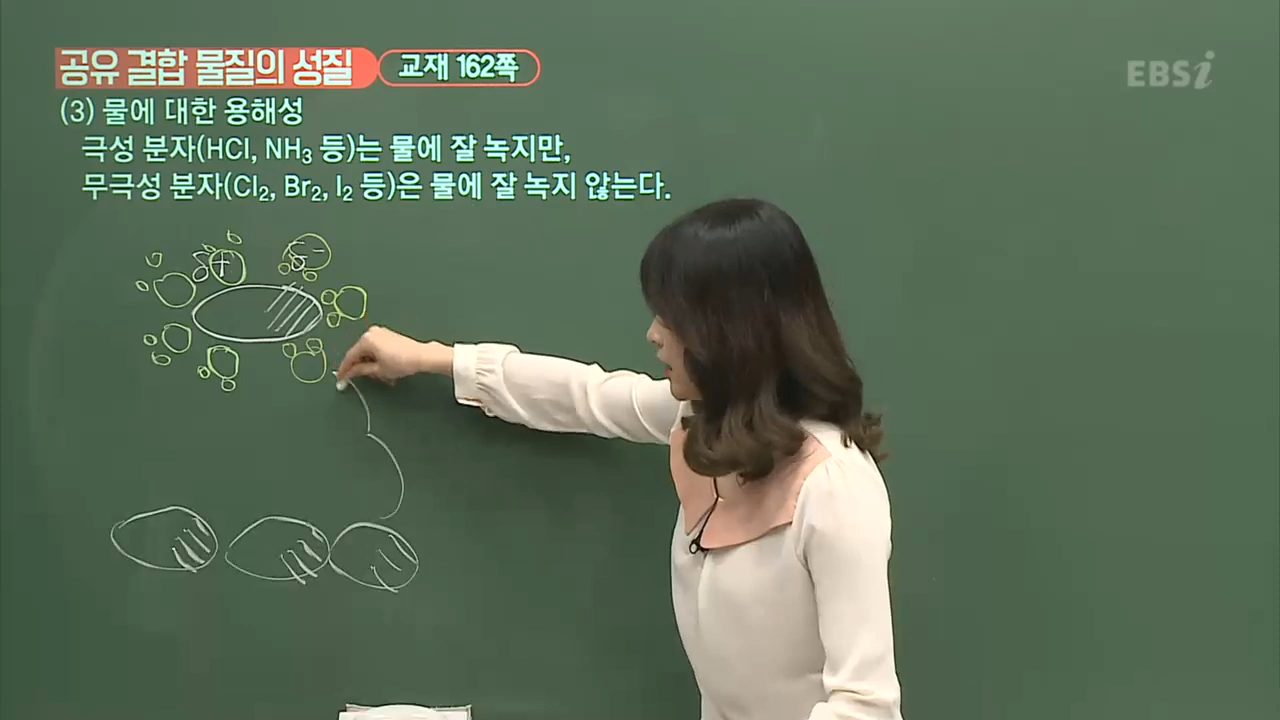 공유 결합 물질의 성질 교재 162쪽
EBSi
(3) 물에 대한 용해성
극성 분자(HCl, NH₃ 등)는 물에 잘 녹지만,
무극성 분자(Cl₂, Br₂, I₂ 등)은 물에 잘 녹지 않는다.
δ+ δ-